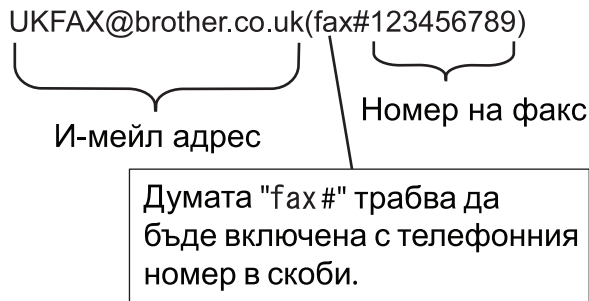 UKFAX@brother.co.uk(fax#123456789)
И-мейл адрес
Номер на факс
Думата "fax#" трабва да
бъде включена с телефонния
номер в скоби.